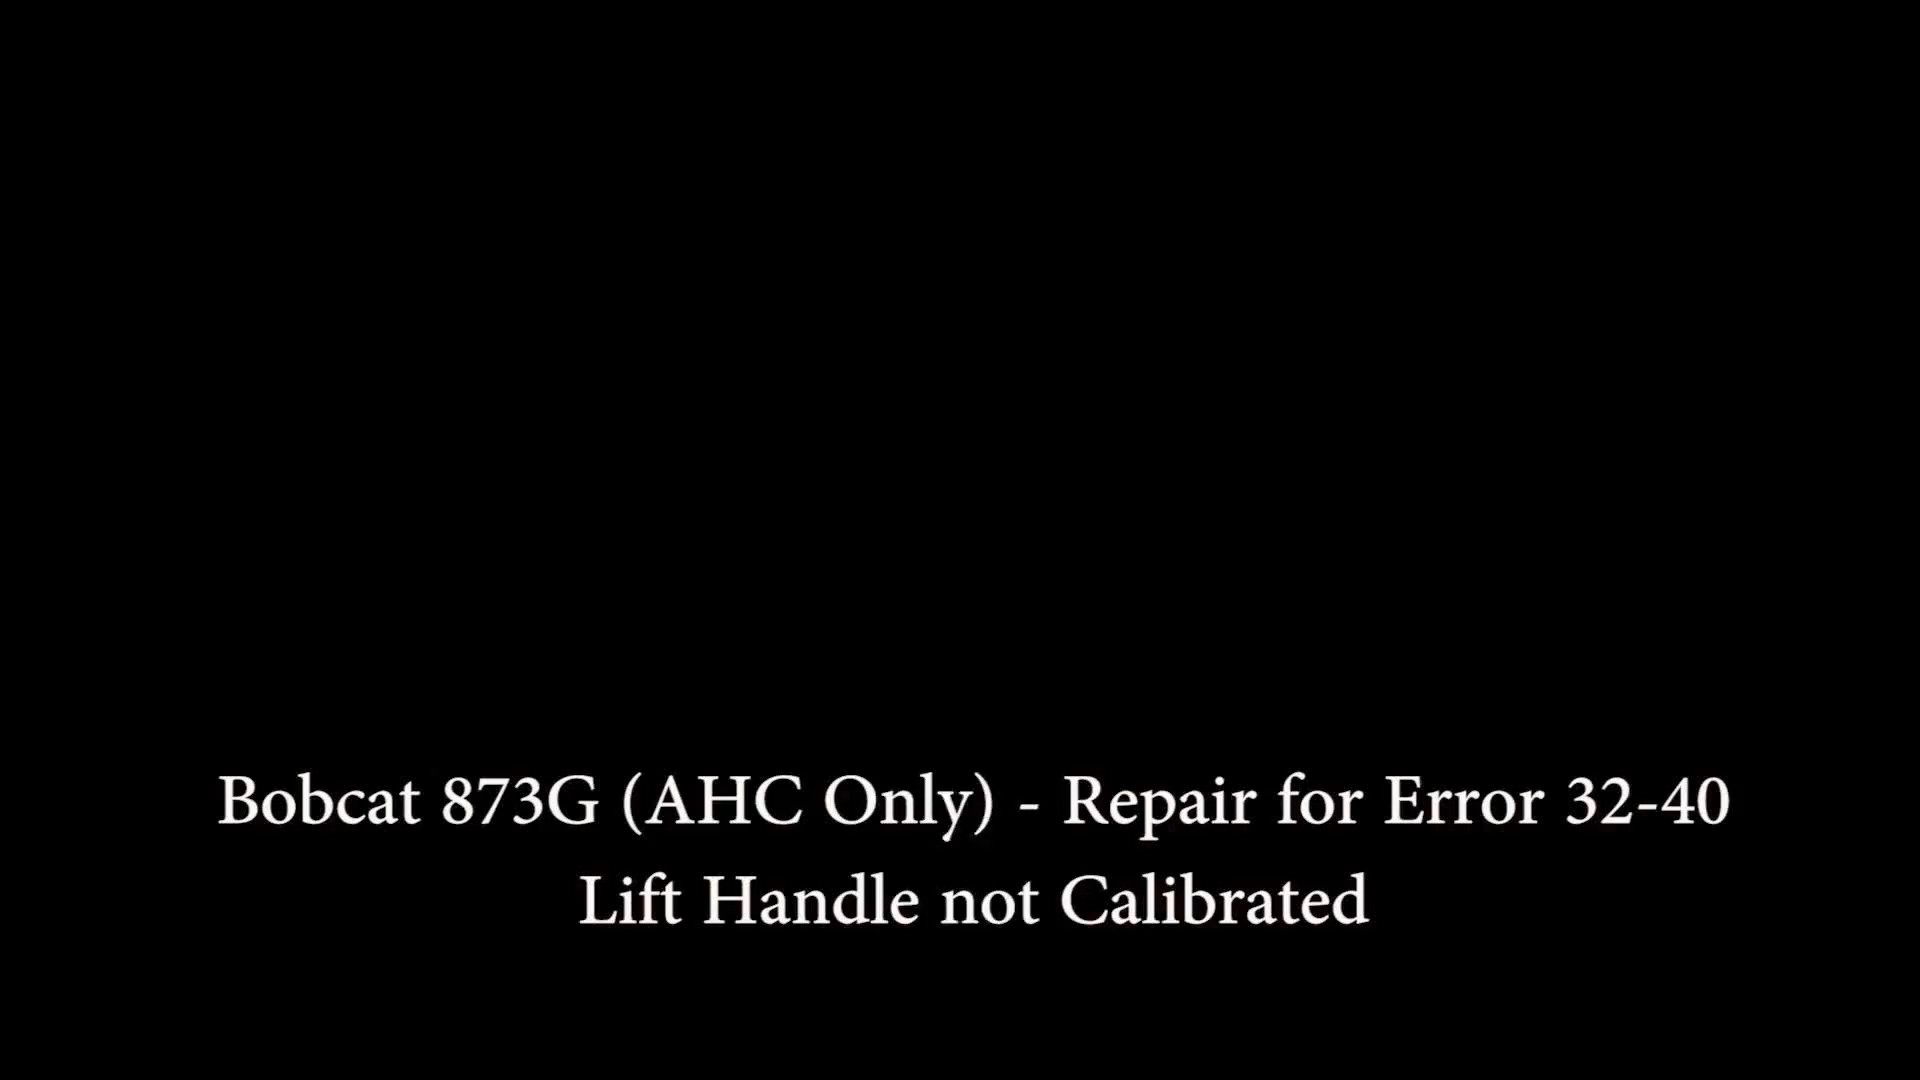 Bobcat 873G (AHC Only) - Repair for Error 32-40
Lift Handle not Calibrated